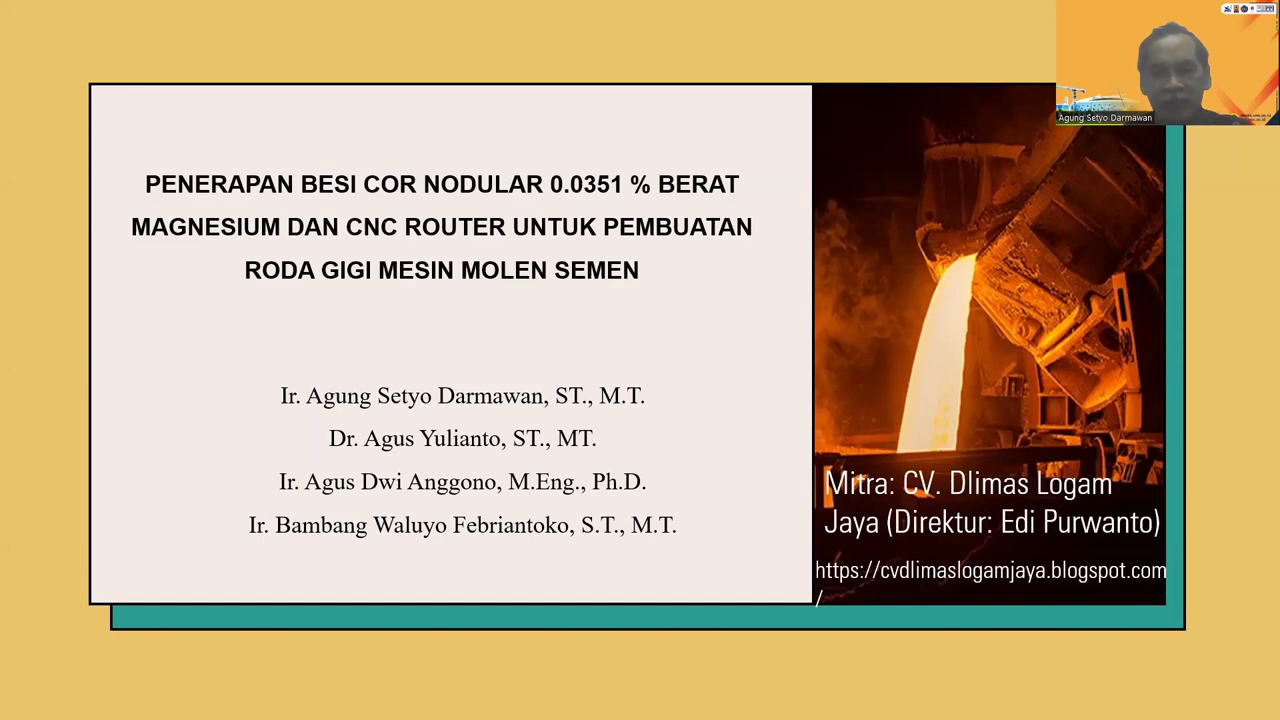 PENERAPAN BESI COR NODULAR 0.0351 % BERAT
MAGNESIUM DAN CNC ROUTER UNTUK PEMBUATAN
RODA GIGI MESIN MOLEN SEMEN
Ir. Agung Setyo Darmawan, ST., M.T.
Dr. Agus Yulianto, ST., MT.
Ir. Agus Dwi Anggono, M.Eng., Ph.D.
Ir. Bambang Waluyo Febriantoko, S.T., M.T.
Agung Setyo Darmawan
Mitra: CV. Dlimas Logam
Jaya (Direktur: Edi Purwanto)
https://cvdlimaslogamjaya.blogspot.com
/